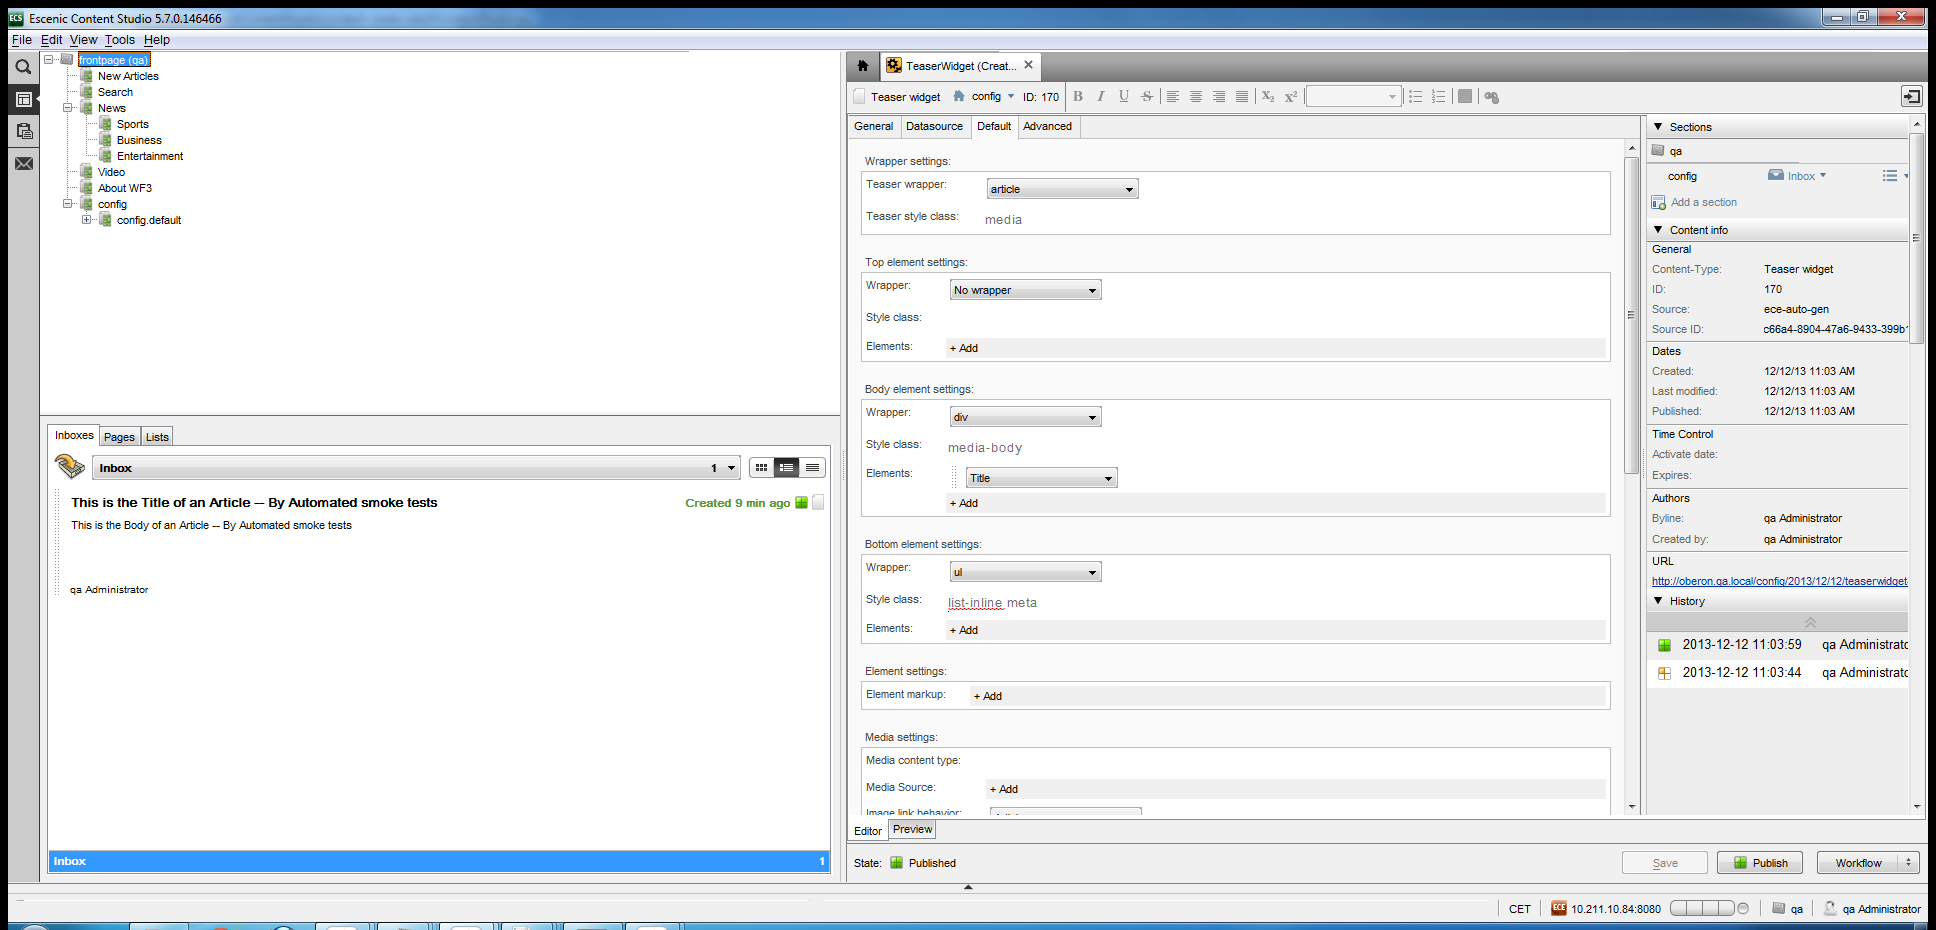 Escenic Content Studio 5.7.0.146466
File Edit View Tools Help
frontpage (qa)
New Articles
Search
News
Sports
Business
Entertainment
Video
About WF3
config
config.default
Inboxes Pages Lists
Inbox 1
This is the Title of an Article -- By Automated smoke tests Created 9 min ago
This is the Body of an Article -- By Automated smoke tests
qa Administrator
Inbox 1
TeaserWidget (Creat...
Teaser widget config ID: 170 B I U S X₂ X²
General Datasource Default Advanced
Wrapper settings:
Teaser wrapper: article
Teaser style class: media
Top element settings:
Wrapper: No wrapper
Style class:
Elements: + Add
Body element settings:
Wrapper: div
Style class: media-body
Elements: Title
+ Add
Bottom element settings:
Wrapper: ul
Style class: list-inline meta
Elements: + Add
Element settings:
Element markup: + Add
Media settings:
Media content type:
Media Source: + Add
Image link behavior:
Editor Preview
State: Published Save Publish Workflow
Sections
qa
config Inbox
Add a section
Content info
General
Content-Type: Teaser widget
ID: 170
Source: ece-auto-gen
Source ID: c66a4-8904-47a6-9433-399b
Dates
Created: 12/12/13 11:03 AM
Last modified: 12/12/13 11:03 AM
Published: 12/12/13 11:03 AM
Time Control
Activate date:
Expires:
Authors
Byline: qa Administrator
Created by: qa Administrator
URL
http://oberon.qa.local/config/2013/12/12/teaserwidget
History
2013-12-12 11:03:59 qa Administrato
2013-12-12 11:03:44 qa Administrato
CET ECE 10.211.10.84:8080 qa qa Administrator